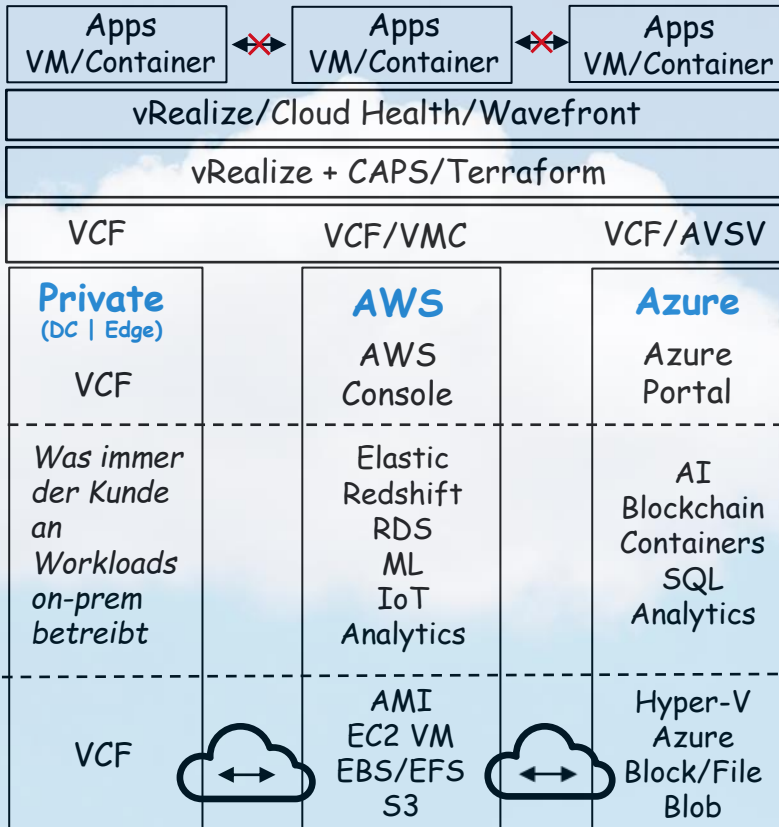 Apps
VM/Container
Apps
VM/Container
Apps
VM/Container
vRealize/Cloud Health/Wavefront
vRealize + CAPS/Terraform
VCF
VCF/VMC
VCF/AVSV
Private
(DC | Edge)
VCF
AWS
AWS
Console
Azure
Azure
Portal
Was immer
der Kunde
an
Workloads
on-prem
betreibt
Elastic
Redshift
RDS
ML
IoT
Analytics
AI
Blockchain
Containers
SQL
Analytics
VCF
AMI
EC2 VM
EBS/EFS
S3
Hyper-V
Azure
Block/File
Blob